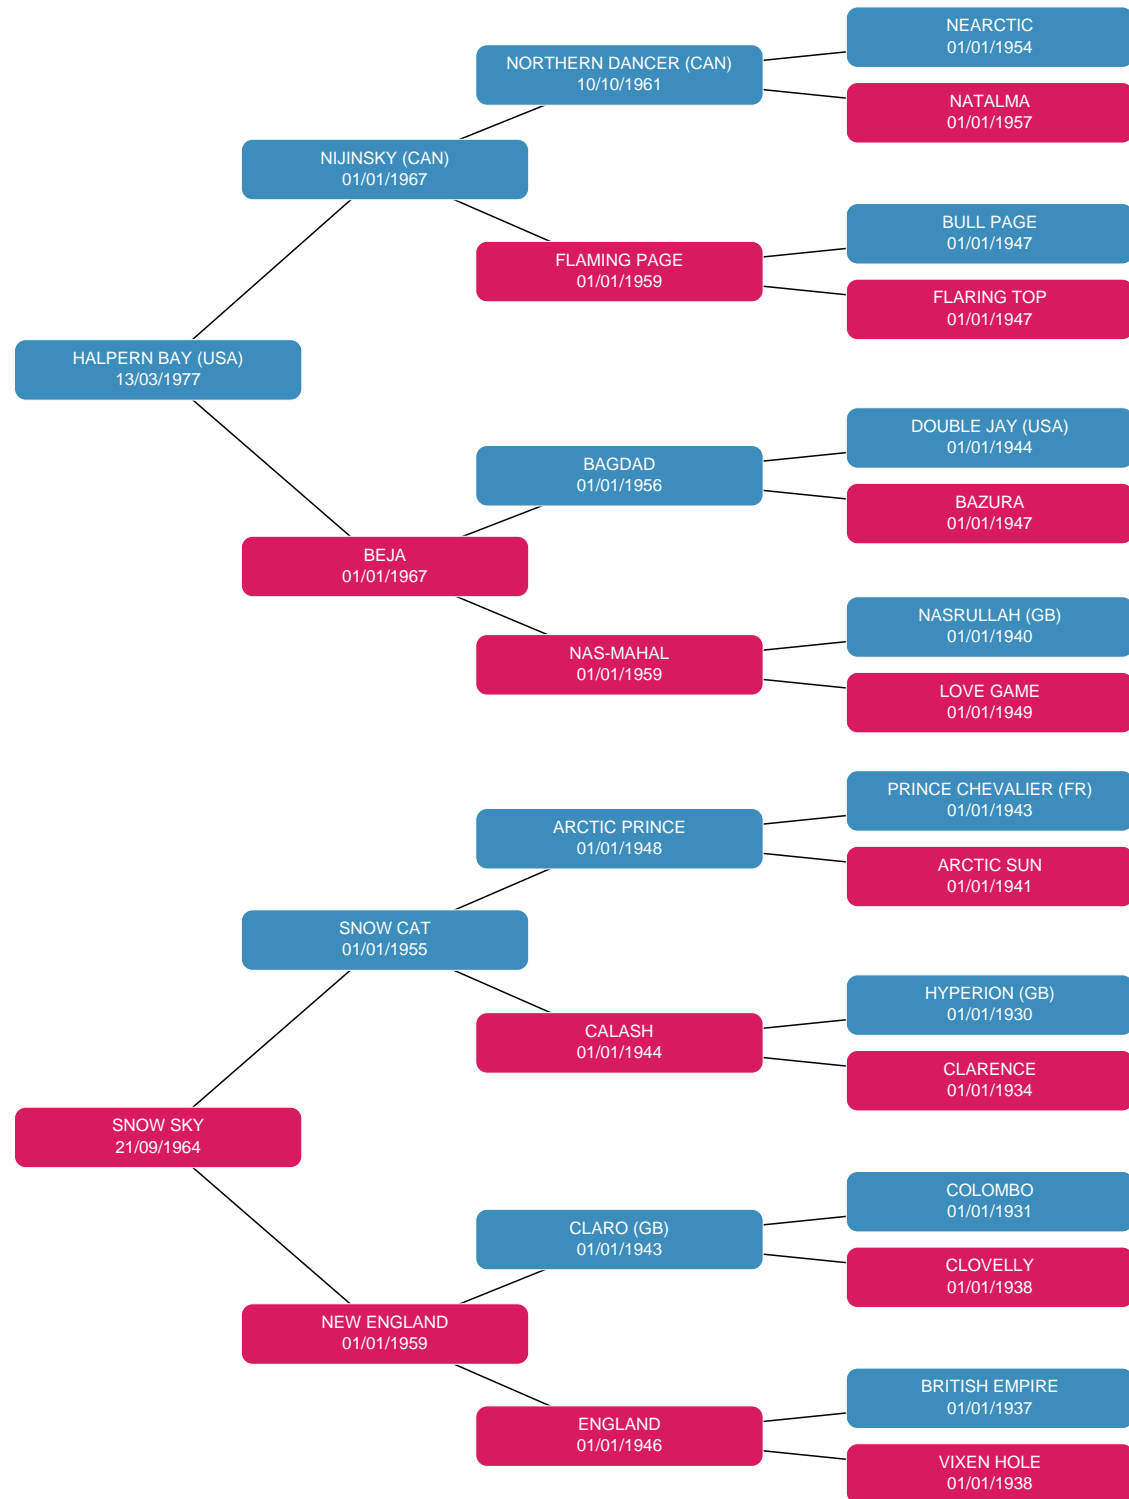 NEARCTIC
01/01/1954
NORTHERN DANCER (CAN)
10/10/1961
NATALMA
01/01/1957
NIJINSKY (CAN)
01/01/1967
BULL PAGE
01/01/1947
FLAMING PAGE
01/01/1959
FLARING TOP
01/01/1947
HALPERN BAY (USA)
13/03/1977
DOUBLE JAY (USA)
01/01/1944
BAGDAD
01/01/1956
BAZURA
01/01/1947
BEJA
01/01/1967
NASRULLAH (GB)
01/01/1940
NAS-MAHAL
01/01/1959
LOVE GAME
01/01/1949
PRINCE CHEVALIER (FR)
01/01/1943
ARCTIC PRINCE
01/01/1948
ARCTIC SUN
01/01/1941
SNOW CAT
01/01/1955
HYPERION (GB)
01/01/1930
CALASH
01/01/1944
CLARENCE
01/01/1934
SNOW SKY
21/09/1964
COLOMBO
01/01/1931
CLARO (GB)
01/01/1943
CLOVELLY
01/01/1938
NEW ENGLAND
01/01/1959
BRITISH EMPIRE
01/01/1937
ENGLAND
01/01/1946
VIXEN HOLE
01/01/1938